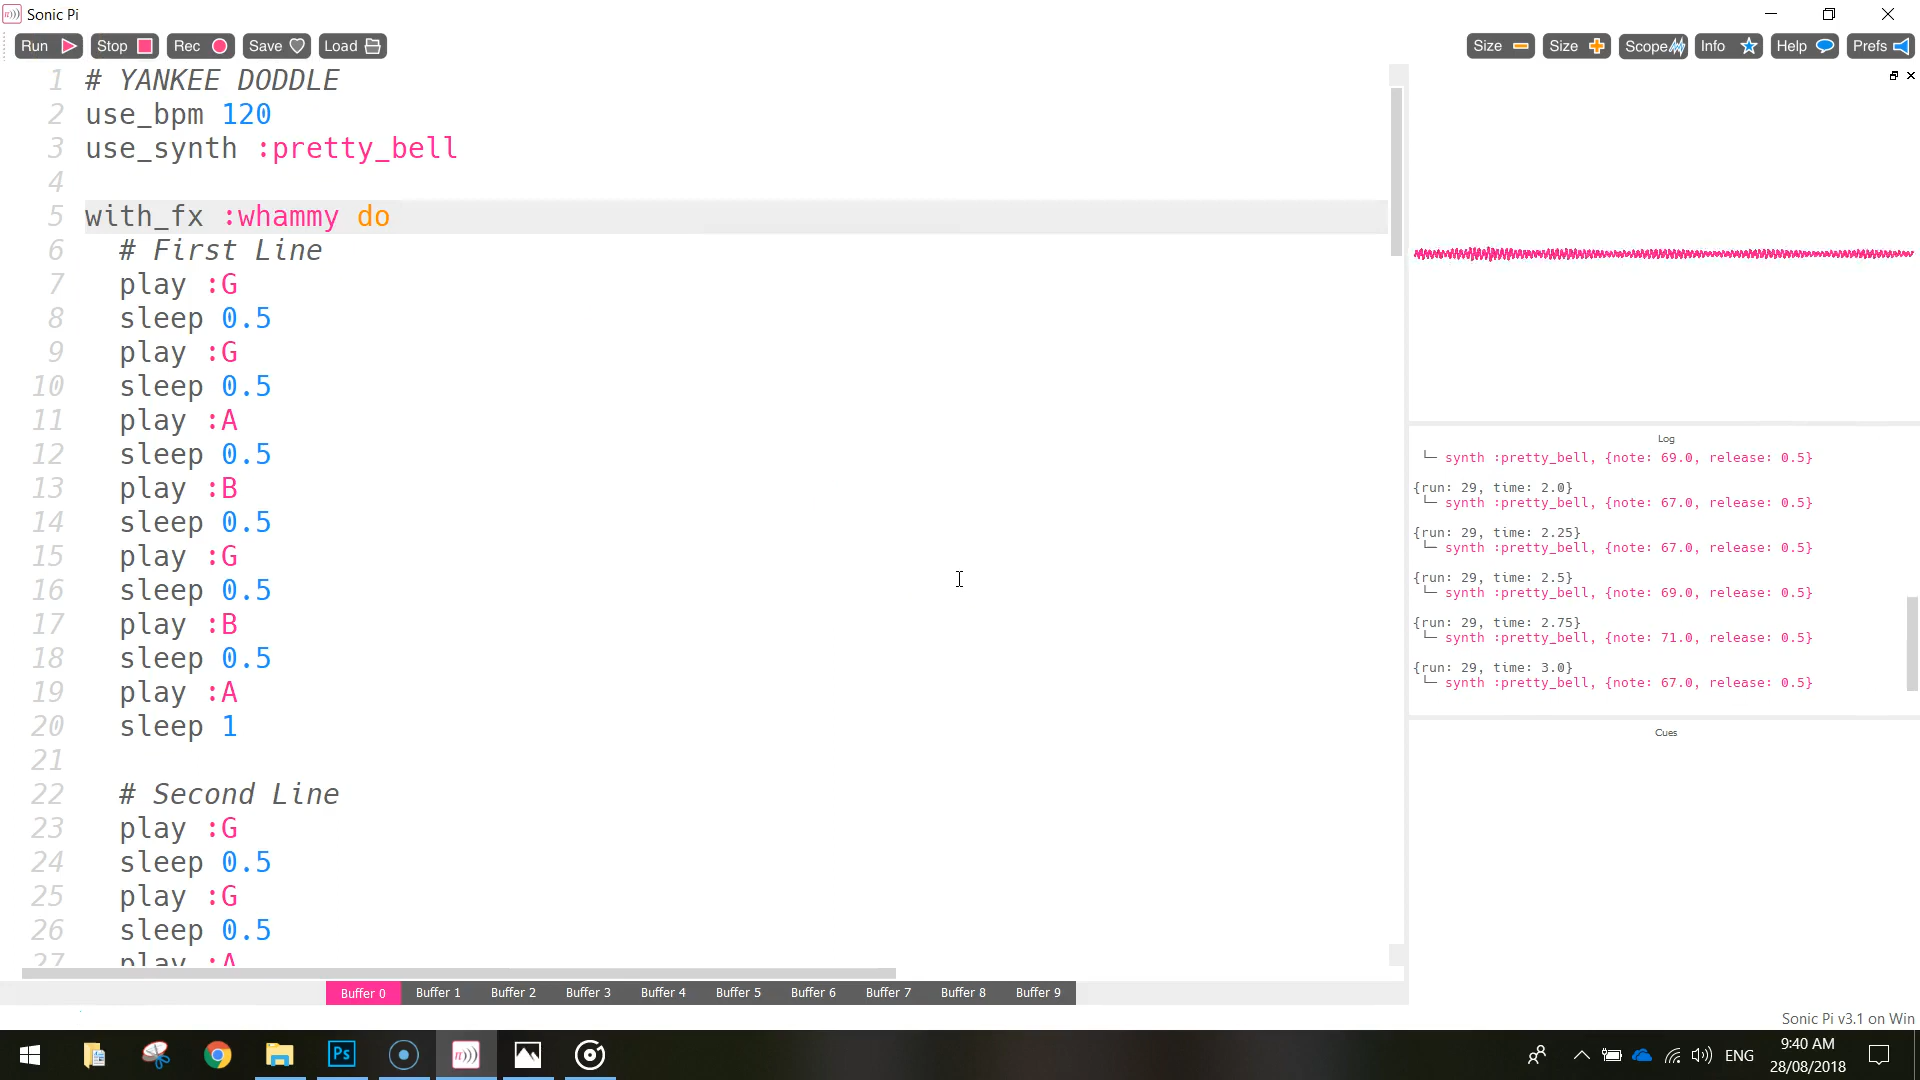 Sonic Pi
Run Stop Rec Save Load Size Size Scope Info Help Prefs
1 # YANKEE DODDLE
2 use_bpm 120
3 use_synth :pretty_bell
4
5 with_fx :whammy do
6 # First Line
7 play :G
8 sleep 0.5
9 play :G
10 sleep 0.5
11 play :A
12 sleep 0.5
13 play :B
14 sleep 0.5
15 play :G
16 sleep 0.5
17 play :B
18 sleep 0.5
19 play :A
20 sleep 1
21
22 # Second Line
23 play :G
24 sleep 0.5
25 play :G
26 sleep 0.5
27 play :A
Log
└─ synth :pretty_bell, {note: 69.0, release: 0.5}
{run: 29, time: 2.0}
└─ synth :pretty_bell, {note: 67.0, release: 0.5}
{run: 29, time: 2.25}
└─ synth :pretty_bell, {note: 67.0, release: 0.5}
{run: 29, time: 2.5}
└─ synth :pretty_bell, {note: 69.0, release: 0.5}
{run: 29, time: 2.75}
└─ synth :pretty_bell, {note: 71.0, release: 0.5}
{run: 29, time: 3.0}
└─ synth :pretty_bell, {note: 67.0, release: 0.5}
Cues
Buffer 0 Buffer 1 Buffer 2 Buffer 3 Buffer 4 Buffer 5 Buffer 6 Buffer 7 Buffer 8 Buffer 9
Sonic Pi v3.1 on Win
Ps
ENG
9:40 AM
28/08/2018